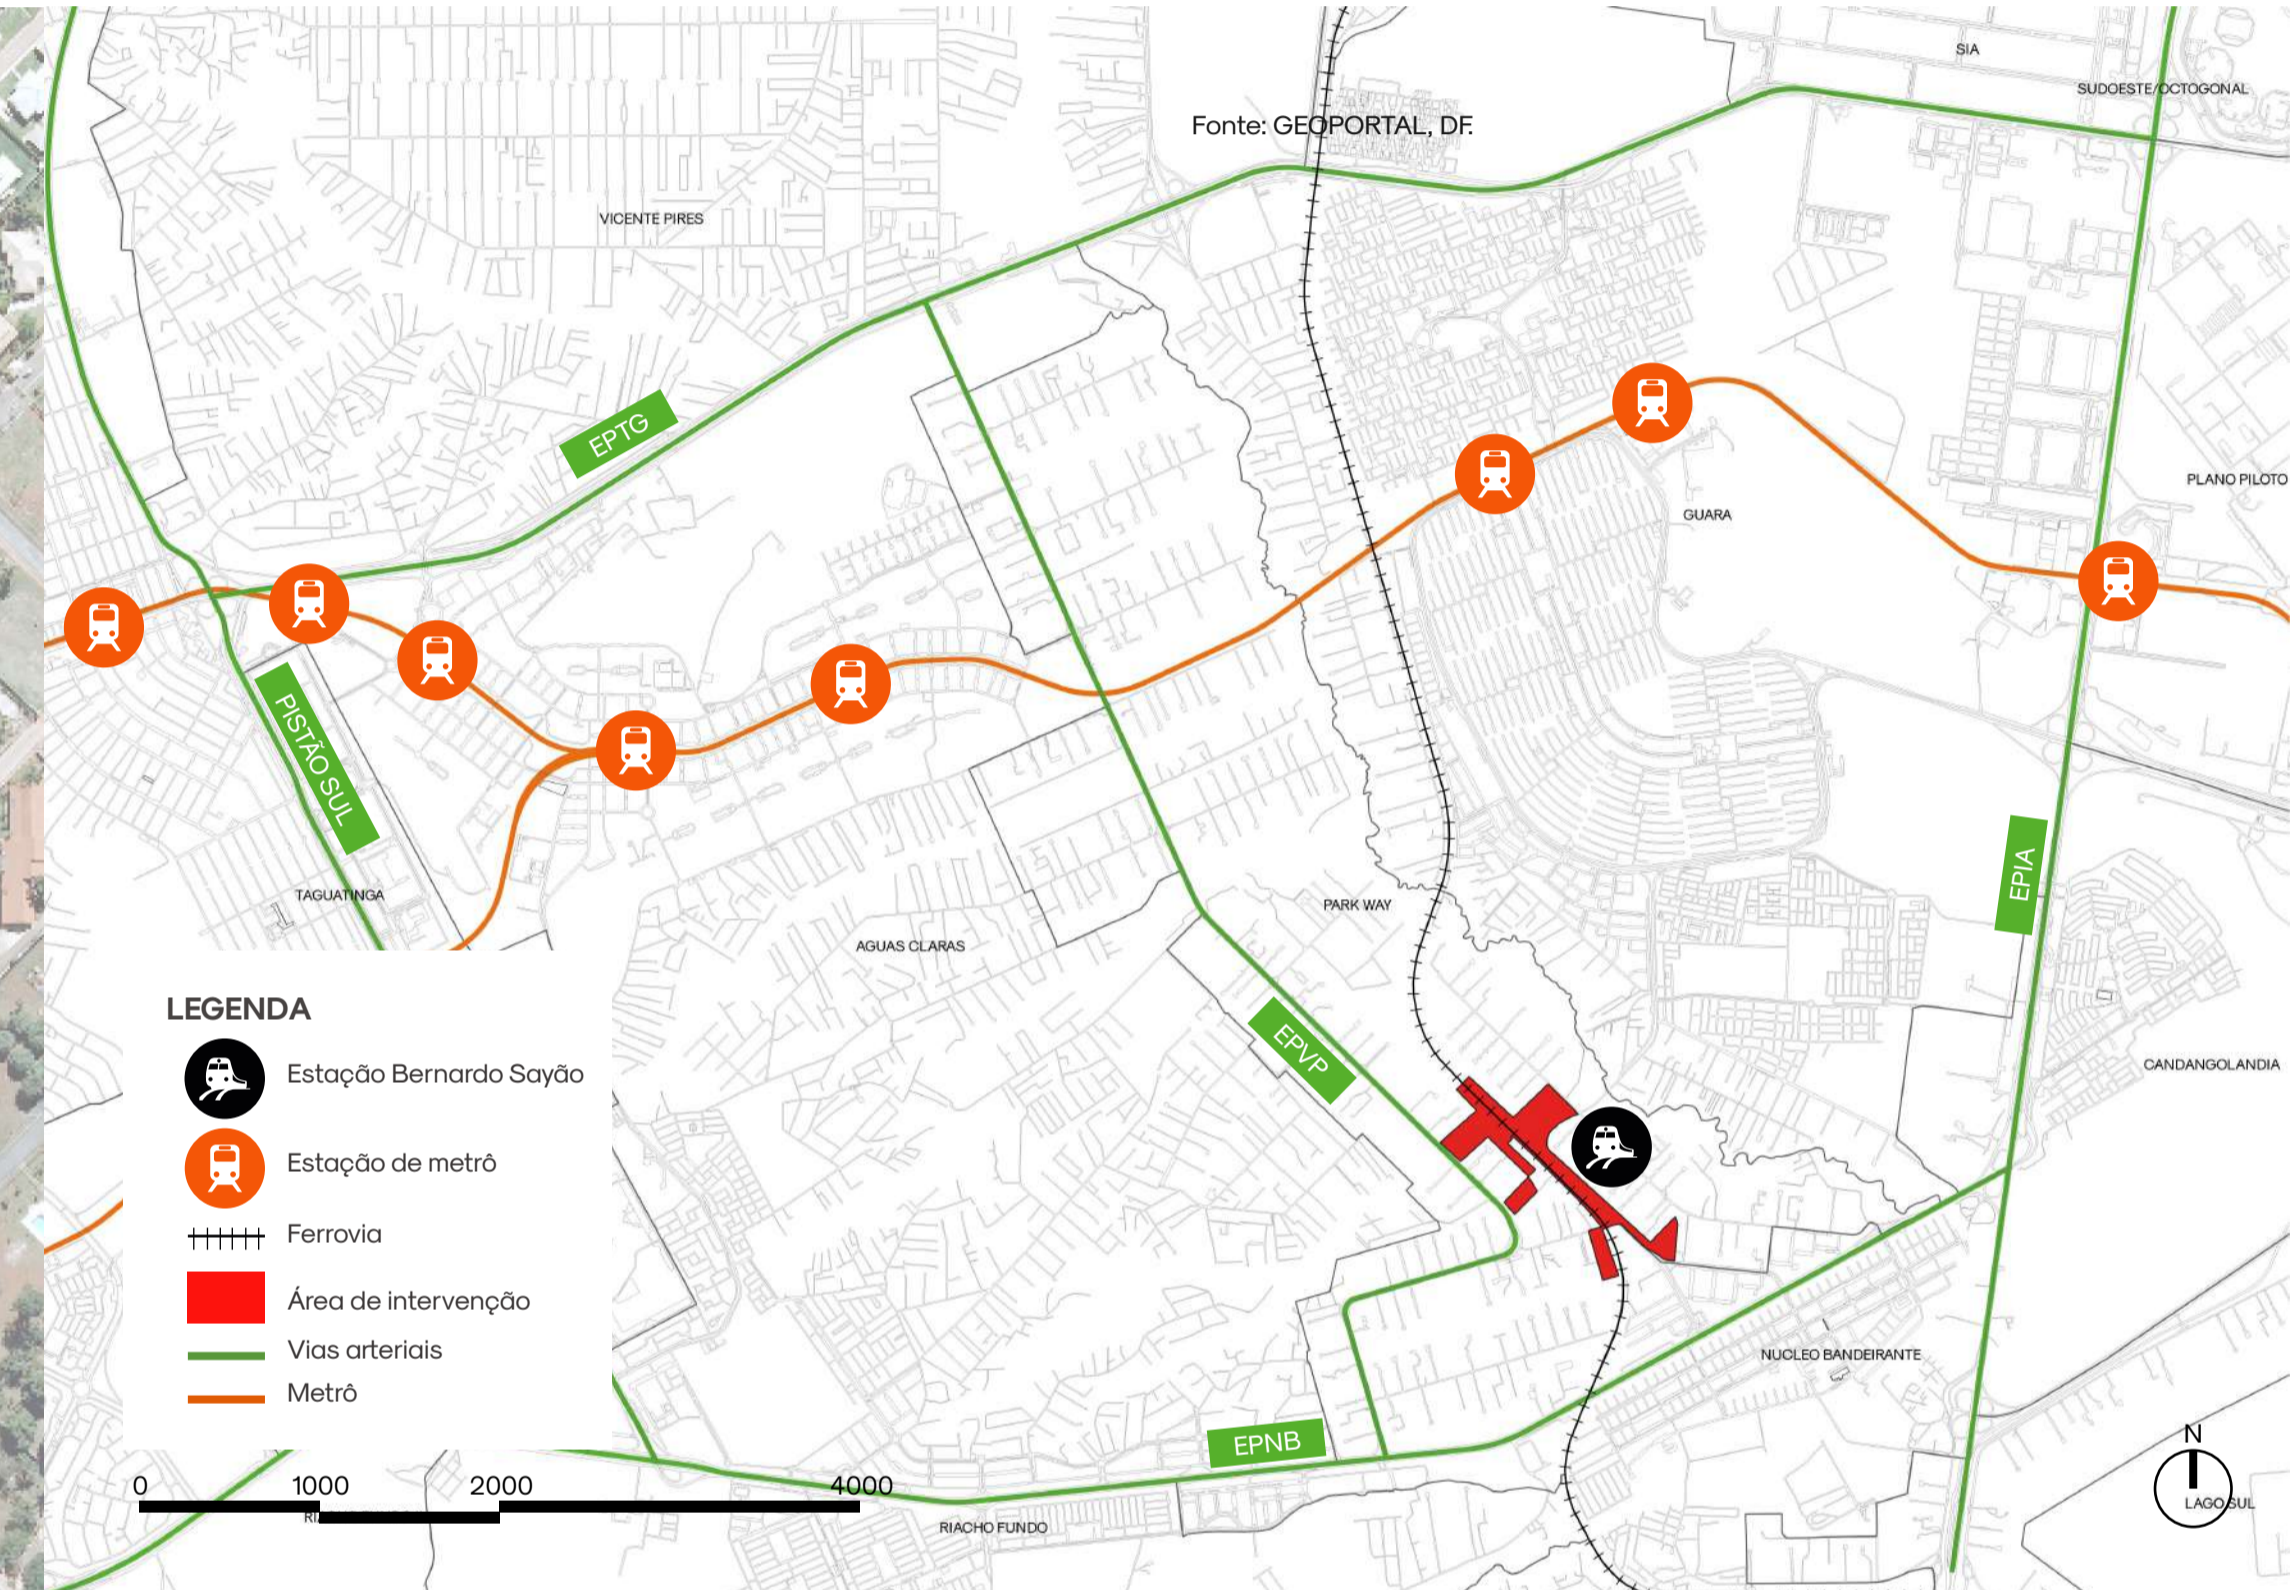 SIA
SUDOESTE/OCTOGONAL
Fonte: GEOPORTAL, DF.
VICENTE PIRES
EPTG
PLANO PILOTO
GUARA
PISTÃO SUL
EPIA
TAGUATINGA
PARK WAY
AGUAS CLARAS
LEGENDA
Estação Bernardo Sayão
Estação de metrô
Ferrovia
Área de intervenção
Vias arteriais
Metrô
EPVP
CANDANGOLANDIA
NUCLEO BANDEIRANTE
EPNB
N
0 1000 2000 4000
LAGO SUL
RIACHO FUNDO